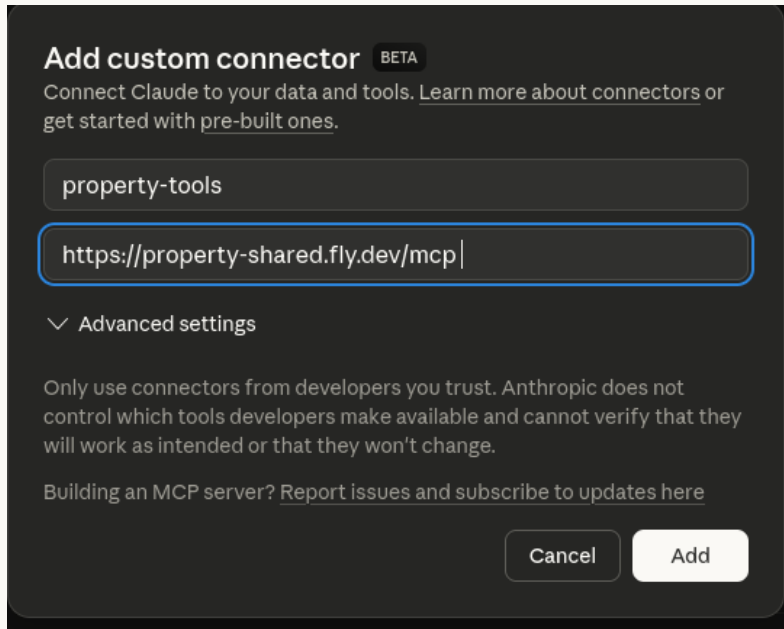 Add custom connector BETA
Connect Claude to your data and tools. Learn more about connectors or
get started with pre-built ones.
property-tools
https://property-shared.fly.dev/mcp
Advanced settings
Only use connectors from developers you trust. Anthropic does not
control which tools developers make available and cannot verify that they
will work as intended or that they won't change.
Building an MCP server? Report issues and subscribe to updates here
Cancel Add